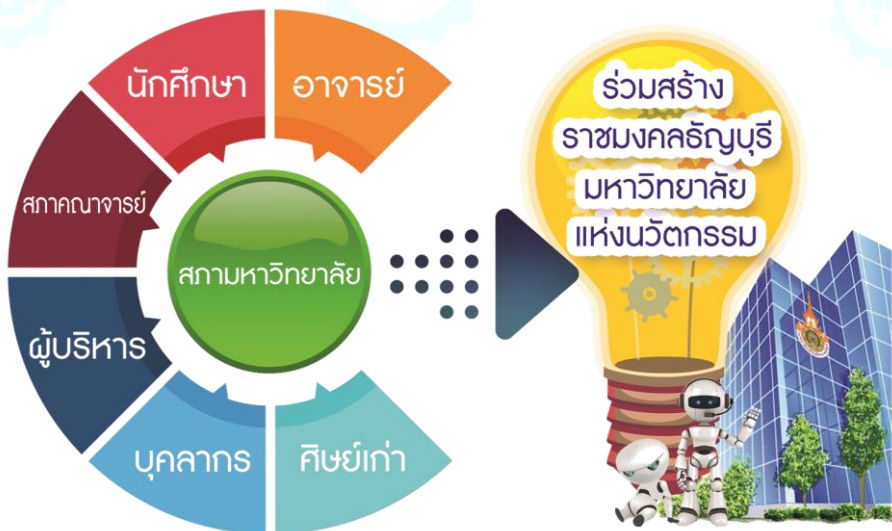 นักศึกษา
อาจารย์
สภาคณาจารย์
สภามหาวิทยาลัย
ผู้บริหาร
บุคลากร
ศิษย์เก่า
ร่วมสร้าง
ราชมงคลธัญบุรี
มหาวิทยาลัย
แห่งนวัตกรรม